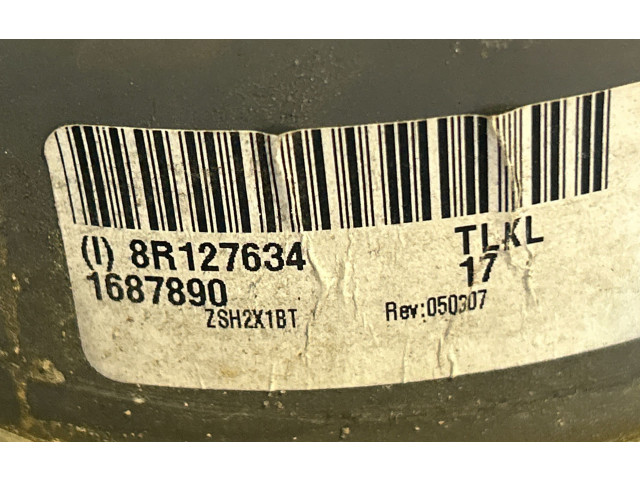 (I) 8R127634 TLKL
1687890 17
ZSH2X1BT Rev:050307